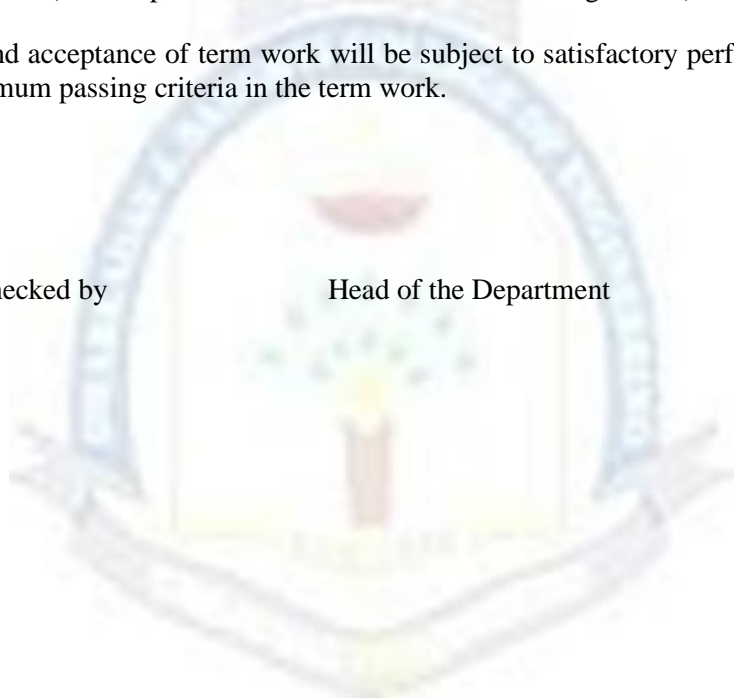 nd acceptance of term work will be subject to satisfactory perf
mum passing criteria in the term work.
ecked by Head of the Department